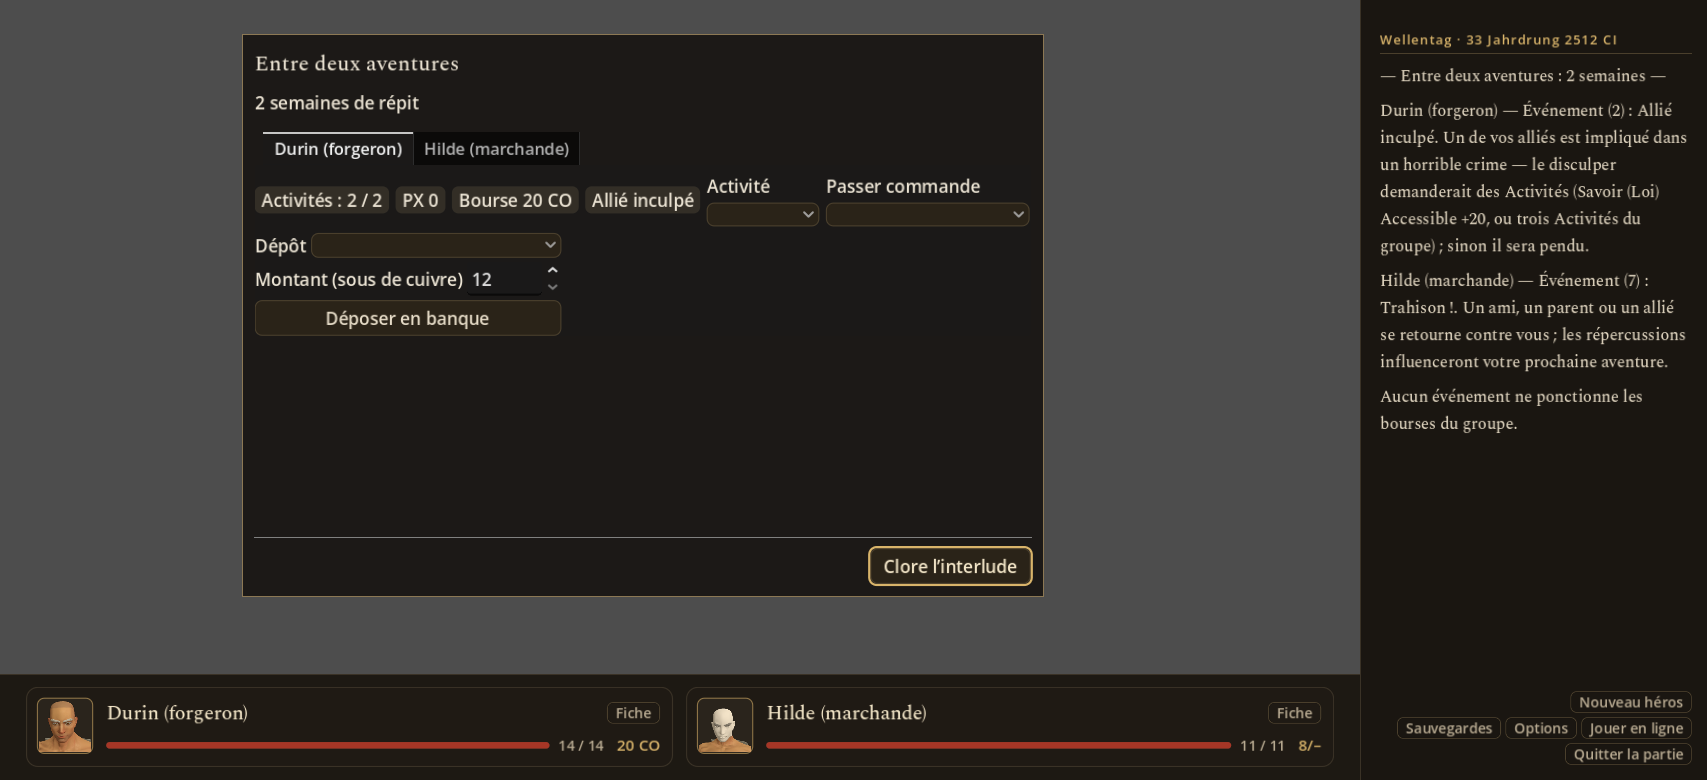 Entre deux aventures
2 semaines de répit
Durin (forgeron)
Hilde (marchande)
Activités : 2 / 2
PX 0
Bourse 20 CO
Allié inculpé
Activité
Passer commande
Dépôt
Montant (sous de cuivre) 12
Déposer en banque
Clore l’interlude
Wellentag · 33 Jahrdrung 2512 CI
— Entre deux aventures : 2 semaines —
Durin (forgeron) — Événement (2) : Allié
inculpé. Un de vos alliés est impliqué dans
un horrible crime — le disculper
demanderait des Activités (Savoir (Loi)
Accessible +20, ou trois Activités du
groupe) ; sinon il sera pendu.
Hilde (marchande) — Événement (7) :
Trahison !. Un ami, un parent ou un allié
se retourne contre vous ; les répercussions
influenceront votre prochaine aventure.
Aucun événement ne ponctionne les
bourses du groupe.
Durin (forgeron)
Fiche
14 / 14
20 CO
Hilde (marchande)
Fiche
11 / 11
8/–
Nouveau héros
Sauvegardes
Options
Jouer en ligne
Quitter la partie